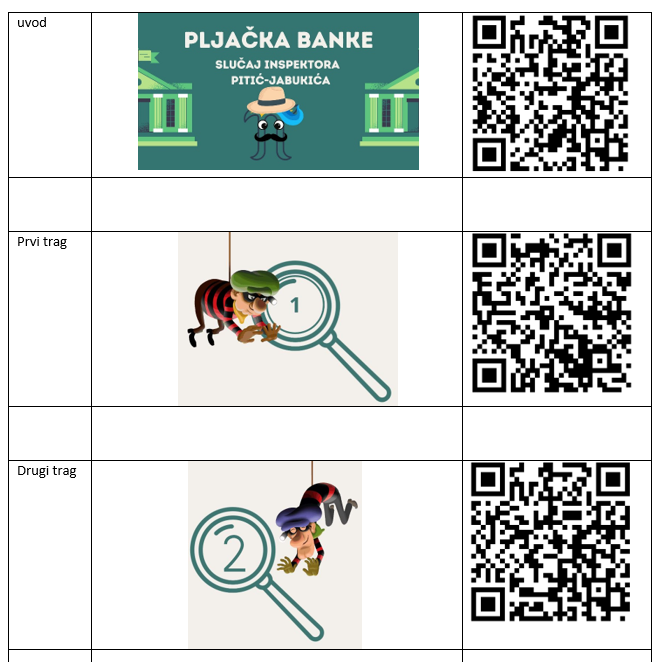 uvod
PLJAČKA BANKE
SLUČAJ INSPEKTORA
PITIĆ-JABUKIĆA
Prvi trag
1
Drugi trag
2